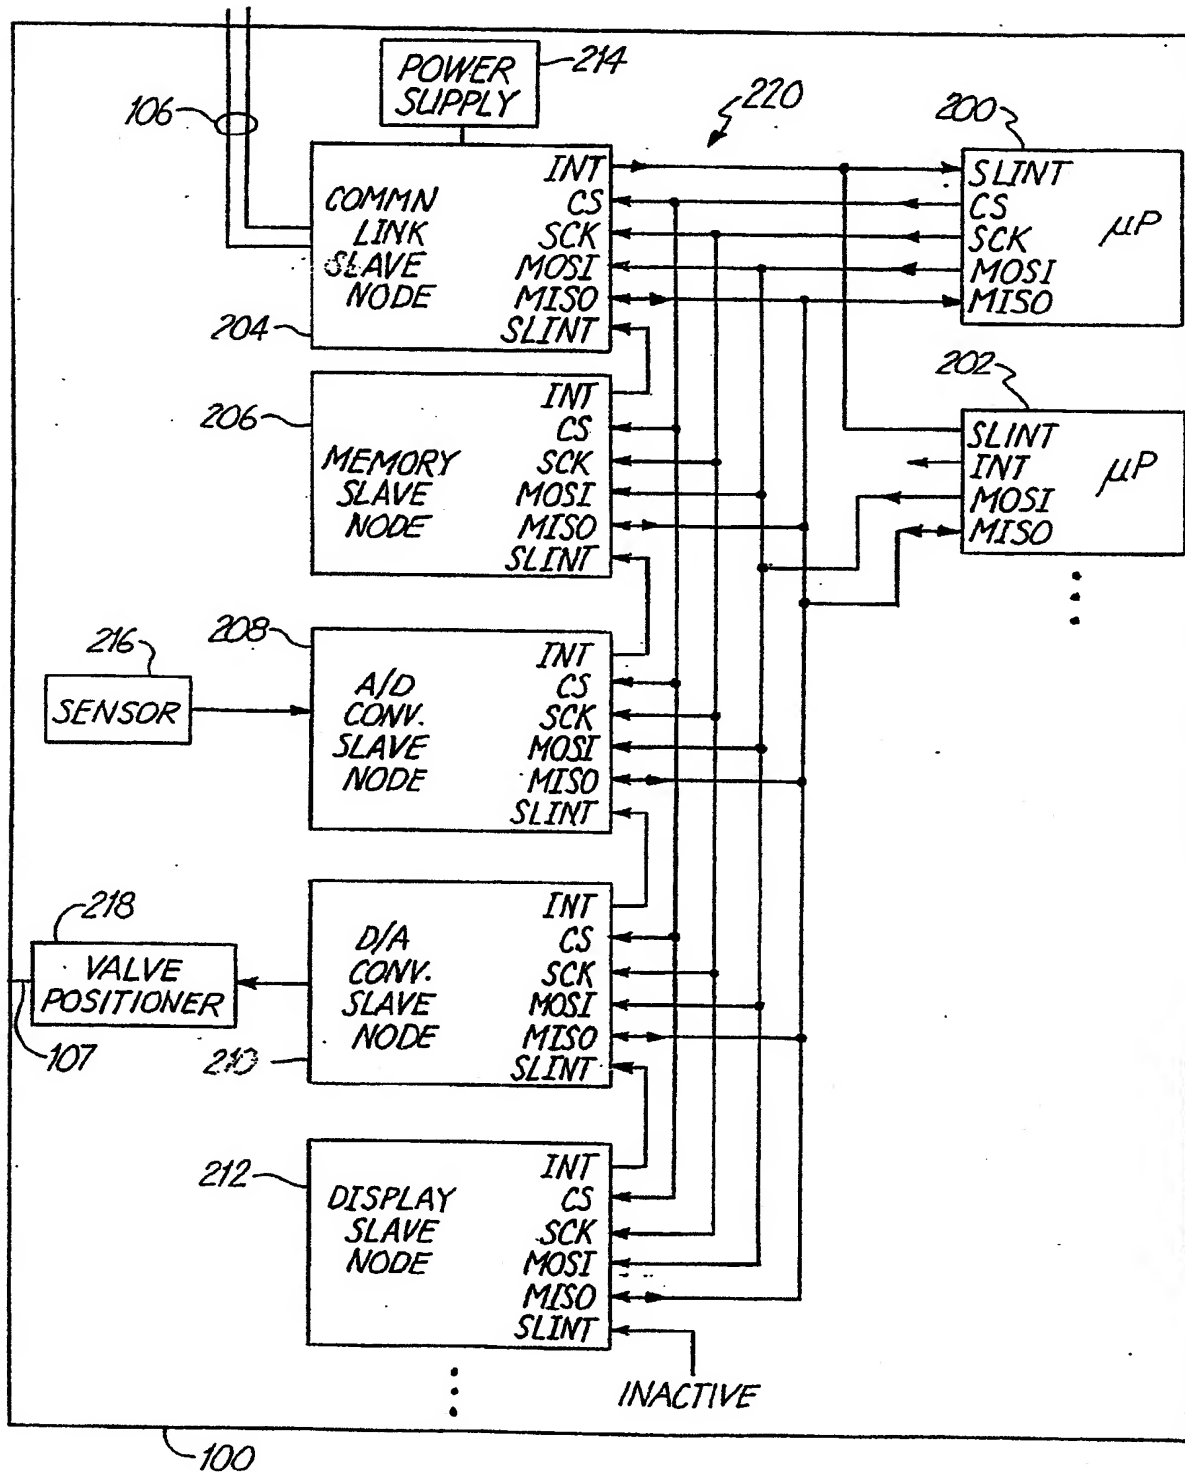 106
POWER
SUPPLY
214
220
200
COMMN
LINK
SLAVE
NODE
204
INT
CS
SCK
MOSI
MISO
SLINT
SLINT
CS
SCK
MOSI
MISO
μP
206
MEMORY
SLAVE
NODE
INT
CS
SCK
MOSI
MISO
SLINT
202
SLINT
INT
MOSI
MISO
μP
216
SENSOR
208
A/D
CONV.
SLAVE
NODE
INT
CS
SCK
MOSI
MISO
SLINT
218
VALVE
POSITIONER
107
D/A
CONV.
SLAVE
NODE
210
INT
CS
SCK
MOSI
MISO
SLINT
212
DISPLAY
SLAVE
NODE
INT
CS
SCK
MOSI
MISO
SLINT
INACTIVE
100